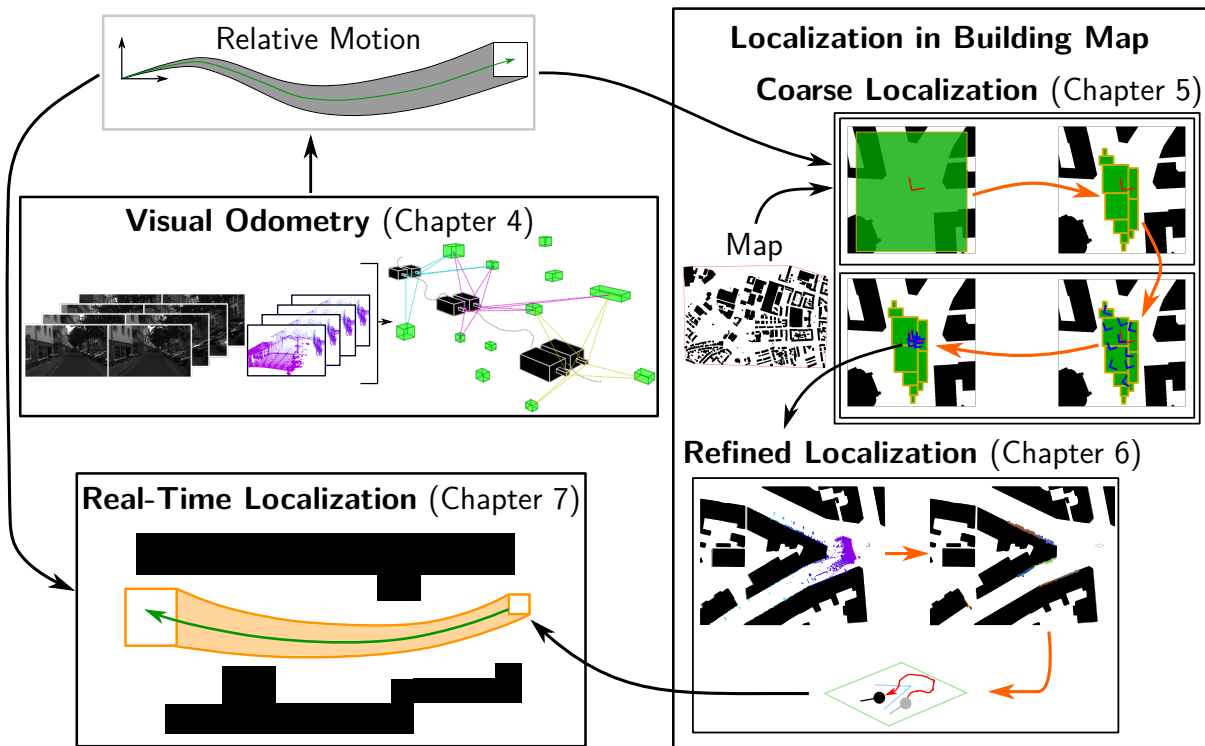 Relative Motion
Visual Odometry (Chapter 4)
Real-Time Localization (Chapter 7)
Localization in Building Map
Coarse Localization (Chapter 5)
Map
Refined Localization (Chapter 6)